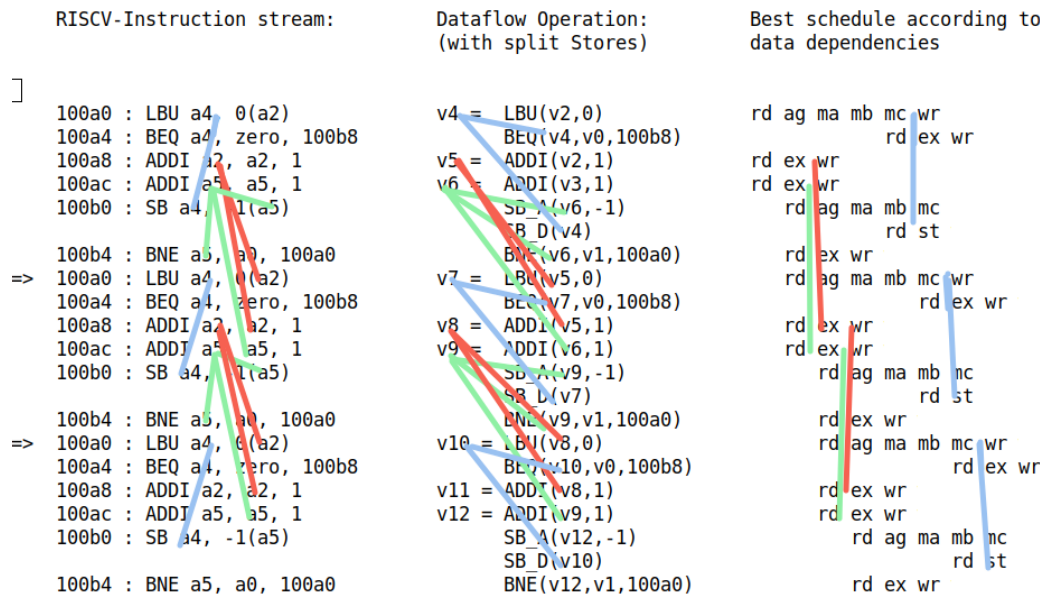 RISCV-Instruction stream: Dataflow Operation: Best schedule according to
(with split Stores) data dependencies
100a0 : LBU a4, 0(a2) v4 = LBU(v2,0) rd ag ma mb mc wr
100a4 : BEQ a4, zero, 100b8 BEQ(v4,v0,100b8) rd ex wr
100a8 : ADDI a2, a2, 1 v5 = ADDI(v2,1) rd ex wr
100ac : ADDI a5, a5, 1 v6 = ADDI(v3,1) rd ex wr
100b0 : SB a4, -1(a5) SB_A(v6,-1) rd ag ma mb mc
SB_D(v4) rd st
100b4 : BNE a5, a0, 100a0 BNE(v6,v1,100a0) rd ex wr
=> 100a0 : LBU a4, 0(a2) v7 = LBU(v5,0) rd ag ma mb mc wr
100a4 : BEQ a4, zero, 100b8 BEQ(v7,v0,100b8) rd ex wr
100a8 : ADDI a2, a2, 1 v8 = ADDI(v5,1) rd ex wr
100ac : ADDI a5, a5, 1 v9 = ADDI(v6,1) rd ex wr
100b0 : SB a4, -1(a5) SB_A(v9,-1) rd ag ma mb mc
SB_D(v7) rd st
100b4 : BNE a5, a0, 100a0 BNE(v9,v1,100a0) rd ex wr
=> 100a0 : LBU a4, 0(a2) v10 = LBU(v8,0) rd ag ma mb mc wr
100a4 : BEQ a4, zero, 100b8 BEQ(v10,v0,100b8) rd ex wr
100a8 : ADDI a2, a2, 1 v11 = ADDI(v8,1) rd ex wr
100ac : ADDI a5, a5, 1 v12 = ADDI(v9,1) rd ex wr
100b0 : SB a4, -1(a5) SB_A(v12,-1) rd ag ma mb mc
SB_D(v10) rd st
100b4 : BNE a5, a0, 100a0 BNE(v12,v1,100a0) rd ex wr